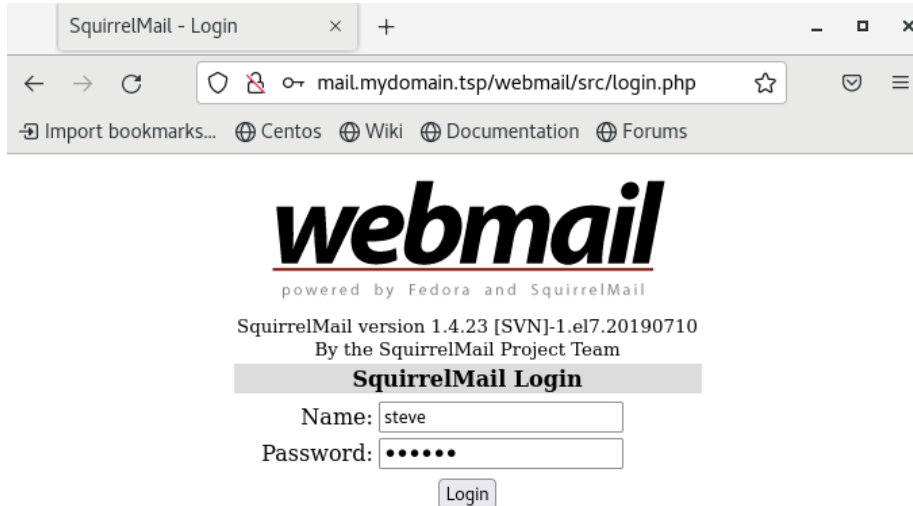 SquirrelMail - Login
mail.mydomain.tsp/webmail/src/login.php
Import bookmarks... Centos Wiki Documentation Forums
webmail
powered by Fedora and SquirrelMail
SquirrelMail version 1.4.23 [SVN]-1.el7.20190710
By the SquirrelMail Project Team
SquirrelMail Login
Name: steve
Password: ••••••
Login